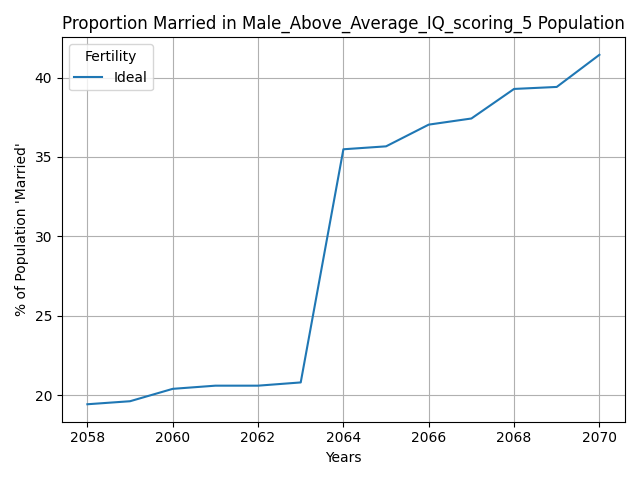 Proportion Married in Male_Above_Average_IQ_scoring_5 Population
Fertility
Ideal
% of Population 'Married'
40
35
30
25
20
2058 2060 2062 2064 2066 2068 2070
Years